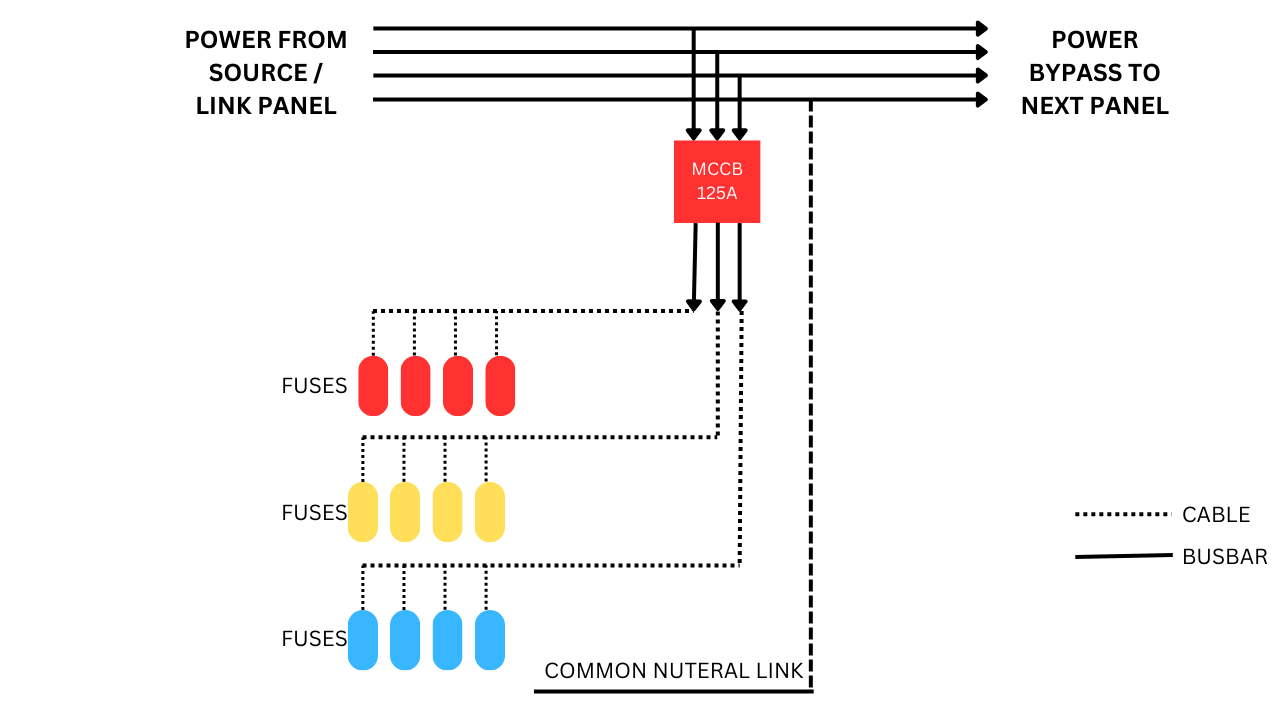 POWER FROM
SOURCE /
LINK PANEL
POWER
BYPASS TO
NEXT PANEL
MCCB
125A
FUSES
FUSES
FUSES
CABLE
BUSBAR
COMMON NUTERAL LINK